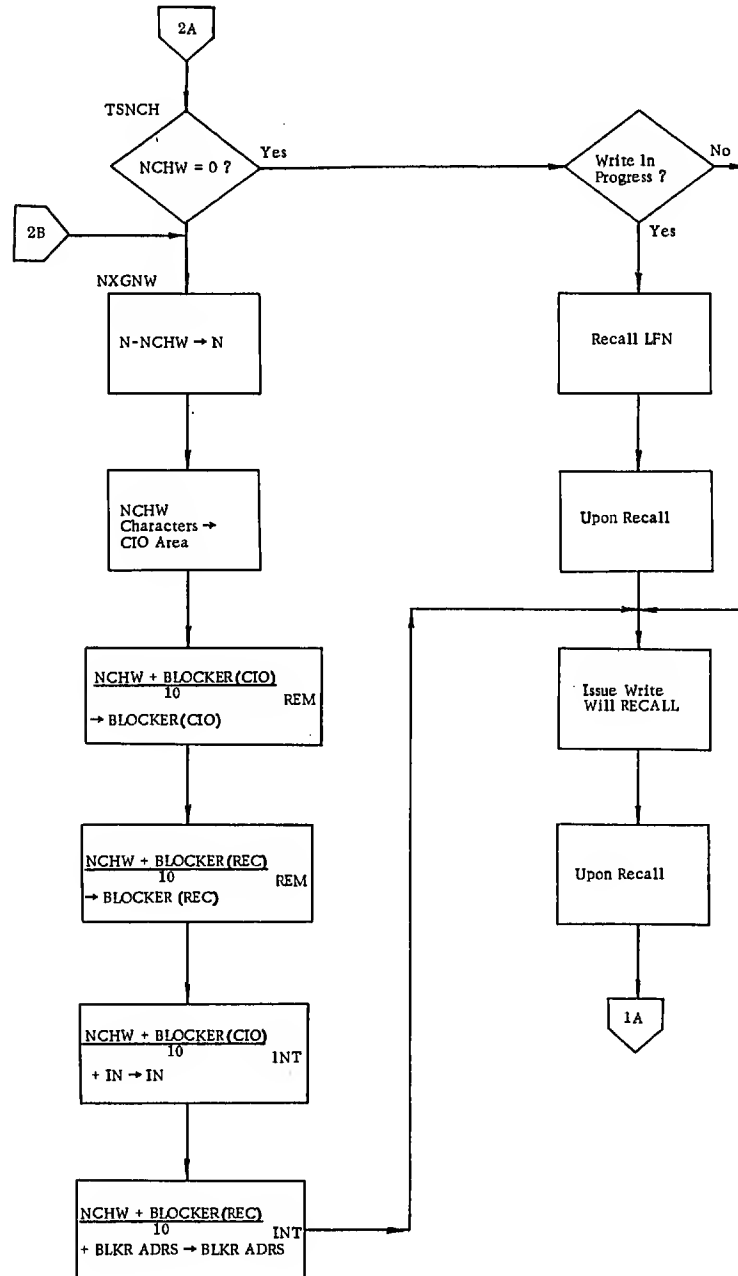 2A
TSNCH
NCHW = 0 ?
Yes
Write In
Progress ?
No
Yes
2B
NXGNW
N-NCHW → N
Recall LFN
NCHW
Characters →
CIO Area
Upon Recall
NCHW + BLOCKER(CIO)
10
REM
→ BLOCKER(CIO)
Issue Write
Will RECALL
NCHW + BLOCKER(REC)
10
REM
→ BLOCKER (REC)
Upon Recall
NCHW + BLOCKER(CIO)
10
INT
+ IN → IN
1A
NCHW + BLOCKER(REC)
10
INT
+ BLKR ADRS → BLKR ADRS